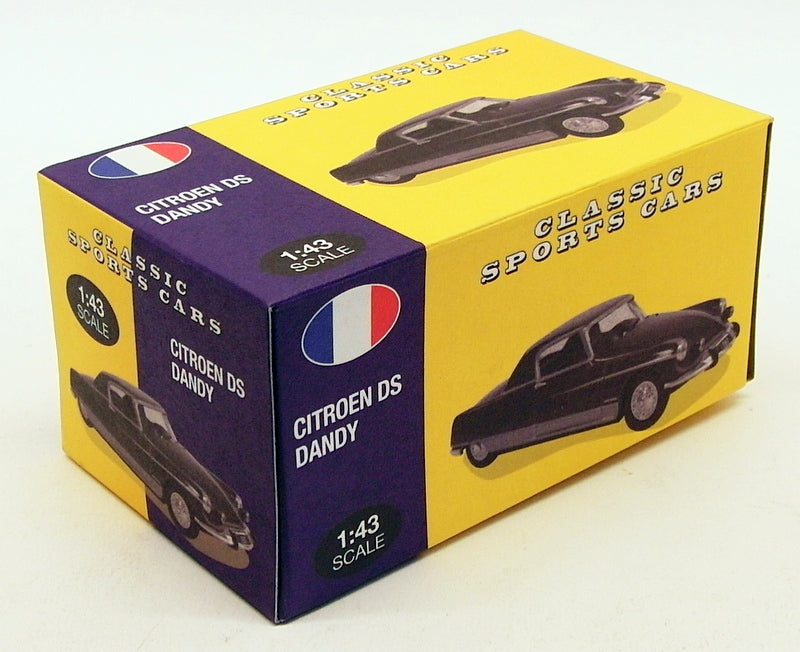 CLASSIC
SPORTS CARS
CITROEN DS
DANDY
1:43
SCALE
CLASSIC
SPORTS CARS
1:43
SCALE
CITROEN DS
DANDY
CITROEN DS
DANDY
1:43
SCALE
CLASSIC
SPORTS CARS